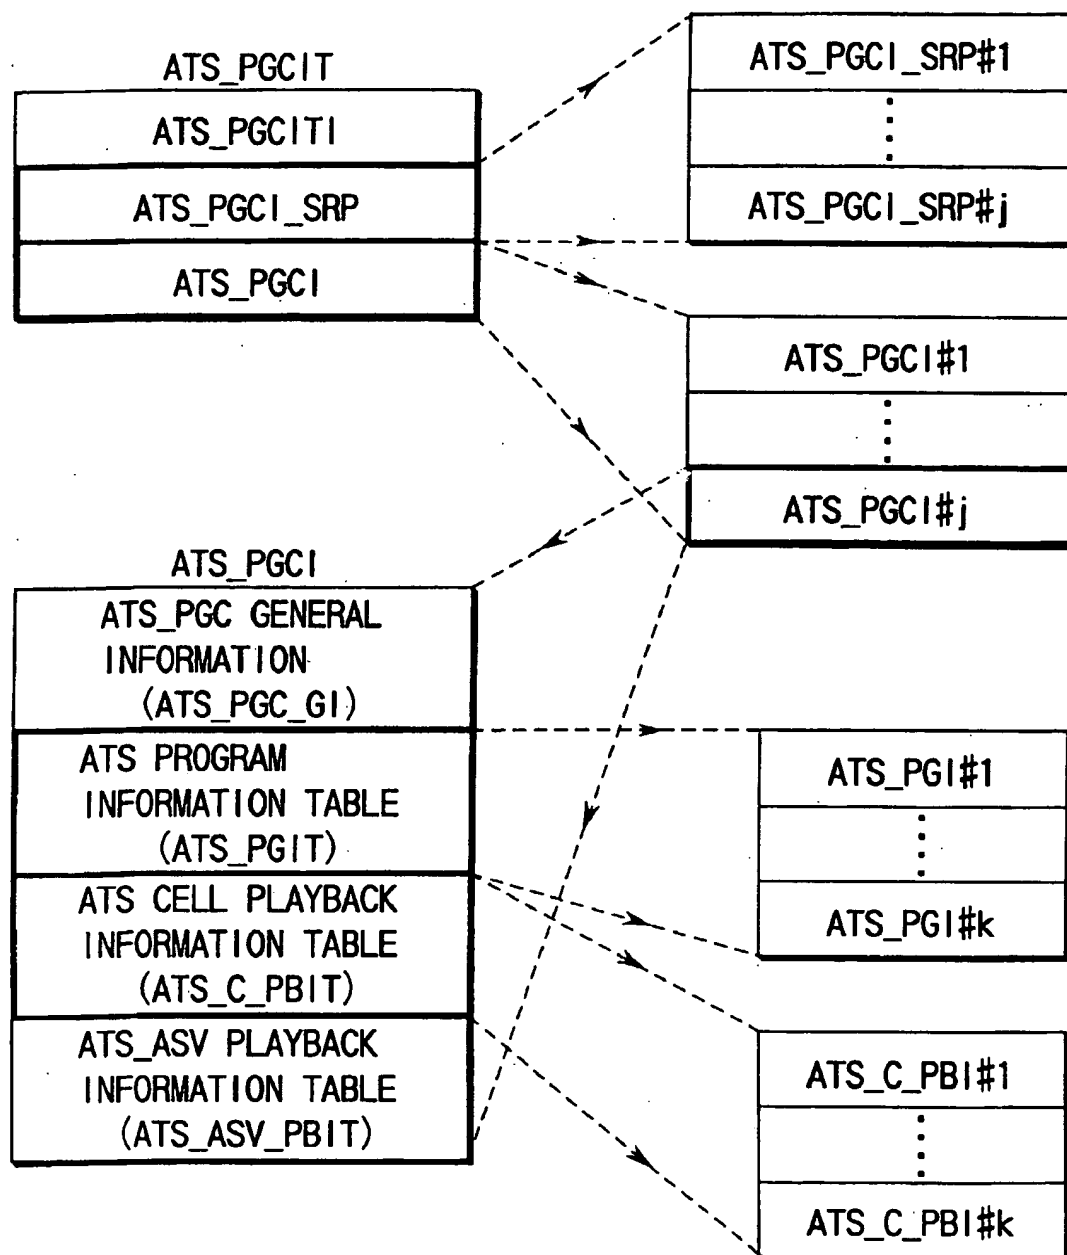 ATS_PGCIT
ATS_PGCITI
ATS_PGCI_SRP
ATS_PGCI
ATS_PGCI_SRP#1
ATS_PGCI_SRP#j
ATS_PGCI#1
ATS_PGCI#j
ATS_PGCI
ATS_PGC GENERAL
INFORMATION
(ATS_PGC_GI)
ATS PROGRAM
INFORMATION TABLE
(ATS_PGIT)
ATS CELL PLAYBACK
INFORMATION TABLE
(ATS_C_PBIT)
ATS_ASV PLAYBACK
INFORMATION TABLE
(ATS_ASV_PBIT)
ATS_PGI#1
ATS_PGI#k
ATS_C_PBI#1
ATS_C_PBI#k